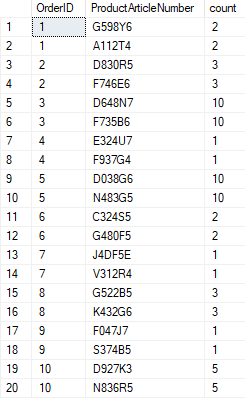 OrderID ProductArticleNumber count
1 1 G598Y6 2
2 1 A112T4 2
3 2 D830R5 3
4 2 F746E6 3
5 3 D648N7 10
6 3 F735B6 10
7 4 E324U7 1
8 4 F937G4 1
9 5 D038G6 10
10 5 N483G5 10
11 6 C324S5 2
12 6 G480F5 2
13 7 J4DF5E 1
14 7 V312R4 1
15 8 G522B5 3
16 8 K432G6 3
17 9 F047J7 1
18 9 S374B5 1
19 10 D927K3 5
20 10 N836R5 5